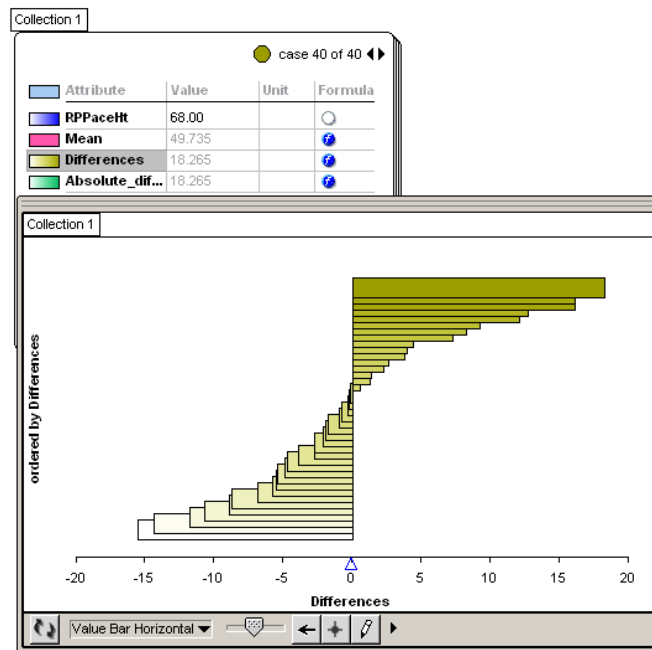 Collection 1
case 40 of 40
Attribute Value Unit Formula
RPPaceHt 68.00
Mean 49.735
Differences 18.265
Absolute_dif... 18.265
Collection 1
ordered by Differences
-20 -15 -10 -5 0 5 10 15 20
Differences
Value Bar Horizontal